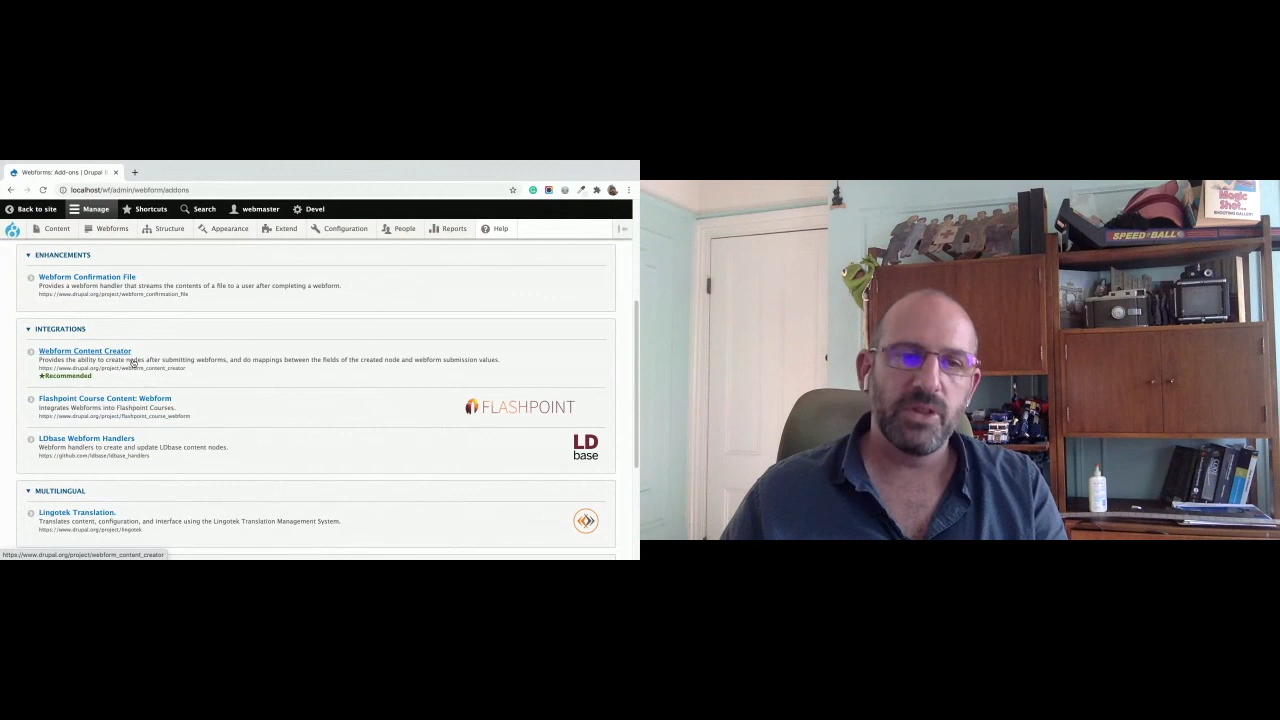 Webforms: Add-ons | Drupal
localhost/wf/admin/webform/addons
Back to site Manage Shortcuts Search webmaster Devel
Content Webforms Structure Appearance Extend Configuration People Reports Help
ENHANCEMENTS
Webform Confirmation File
Provides a webform handler that streams the contents of a file to a user after completing a webform.
https://www.drupal.org/project/webform_confirmation_file
INTEGRATIONS
Webform Content Creator
Provides the ability to create nodes after submitting webforms, and do mappings between the fields of the created node and webform submission values.
https://www.drupal.org/project/webform_content_creator
★Recommended
Flashpoint Course Content: Webform
Integrates Webforms into Flashpoint Courses.
https://www.drupal.org/project/flashpoint_course_webform
FLASHPOINT
LDbase Webform Handlers
Webform handlers to create and update LDbase content nodes.
https://github.com/ldbase/ldbase_handlers
LD
base
MULTILINGUAL
Lingotek Translation.
Translates content, configuration, and interface using the Lingotek Translation Management System.
https://www.drupal.org/project/lingotek
https://www.drupal.org/project/webform_content_creator
Magic
Shot
SHOOTING GALLERY
SPEED BALL